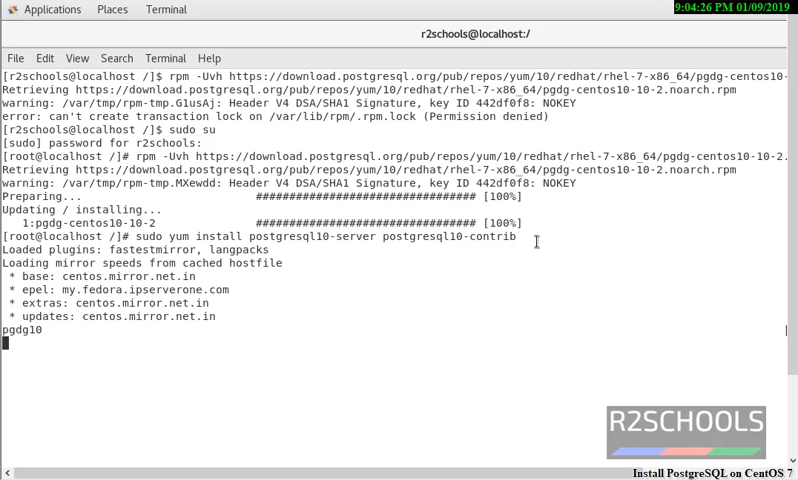 Applications Places Terminal 9:04:26 PM 01/09/2019
r2schools@localhost:/
File Edit View Search Terminal Help
[r2schools@localhost /]$ rpm -Uvh https://download.postgresql.org/pub/repos/yum/10/redhat/rhel-7-x86_64/pgdg-centos10-
Retrieving https://download.postgresql.org/pub/repos/yum/10/redhat/rhel-7-x86_64/pgdg-centos10-10-2.noarch.rpm
warning: /var/tmp/rpm-tmp.G1usAj: Header V4 DSA/SHA1 Signature, key ID 442df0f8: NOKEY
error: can't create transaction lock on /var/lib/rpm/.rpm.lock (Permission denied)
[r2schools@localhost /]$ sudo su
[sudo] password for r2schools:
[root@localhost /]# rpm -Uvh https://download.postgresql.org/pub/repos/yum/10/redhat/rhel-7-x86_64/pgdg-centos10-10-2.
Retrieving https://download.postgresql.org/pub/repos/yum/10/redhat/rhel-7-x86_64/pgdg-centos10-10-2.noarch.rpm
warning: /var/tmp/rpm-tmp.MXewdd: Header V4 DSA/SHA1 Signature, key ID 442df0f8: NOKEY
Preparing... ################################# [100%]
Updating / installing...
1:pgdg-centos10-10-2 ################################# [100%]
[root@localhost /]# sudo yum install postgresql10-server postgresql10-contrib
Loaded plugins: fastestmirror, langpacks
Loading mirror speeds from cached hostfile
* base: centos.mirror.net.in
* epel: my.fedora.ipserverone.com
* extras: centos.mirror.net.in
* updates: centos.mirror.net.in
pgdg10
R2SCHOOLS
Install PostgreSQL on CentOS 7